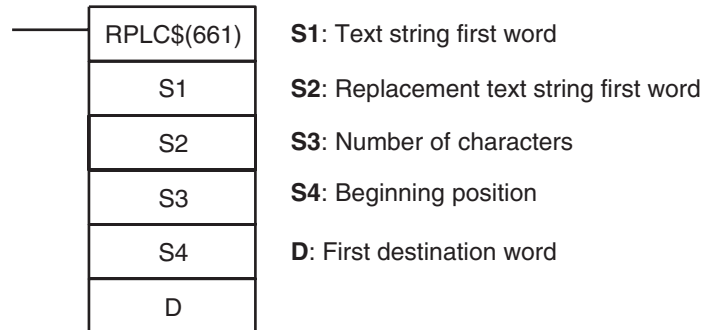 RPLC$(661) S1: Text string first word
S1 S2: Replacement text string first word
S2 S3: Number of characters
S3 S4: Beginning position
S4 D: First destination word
D